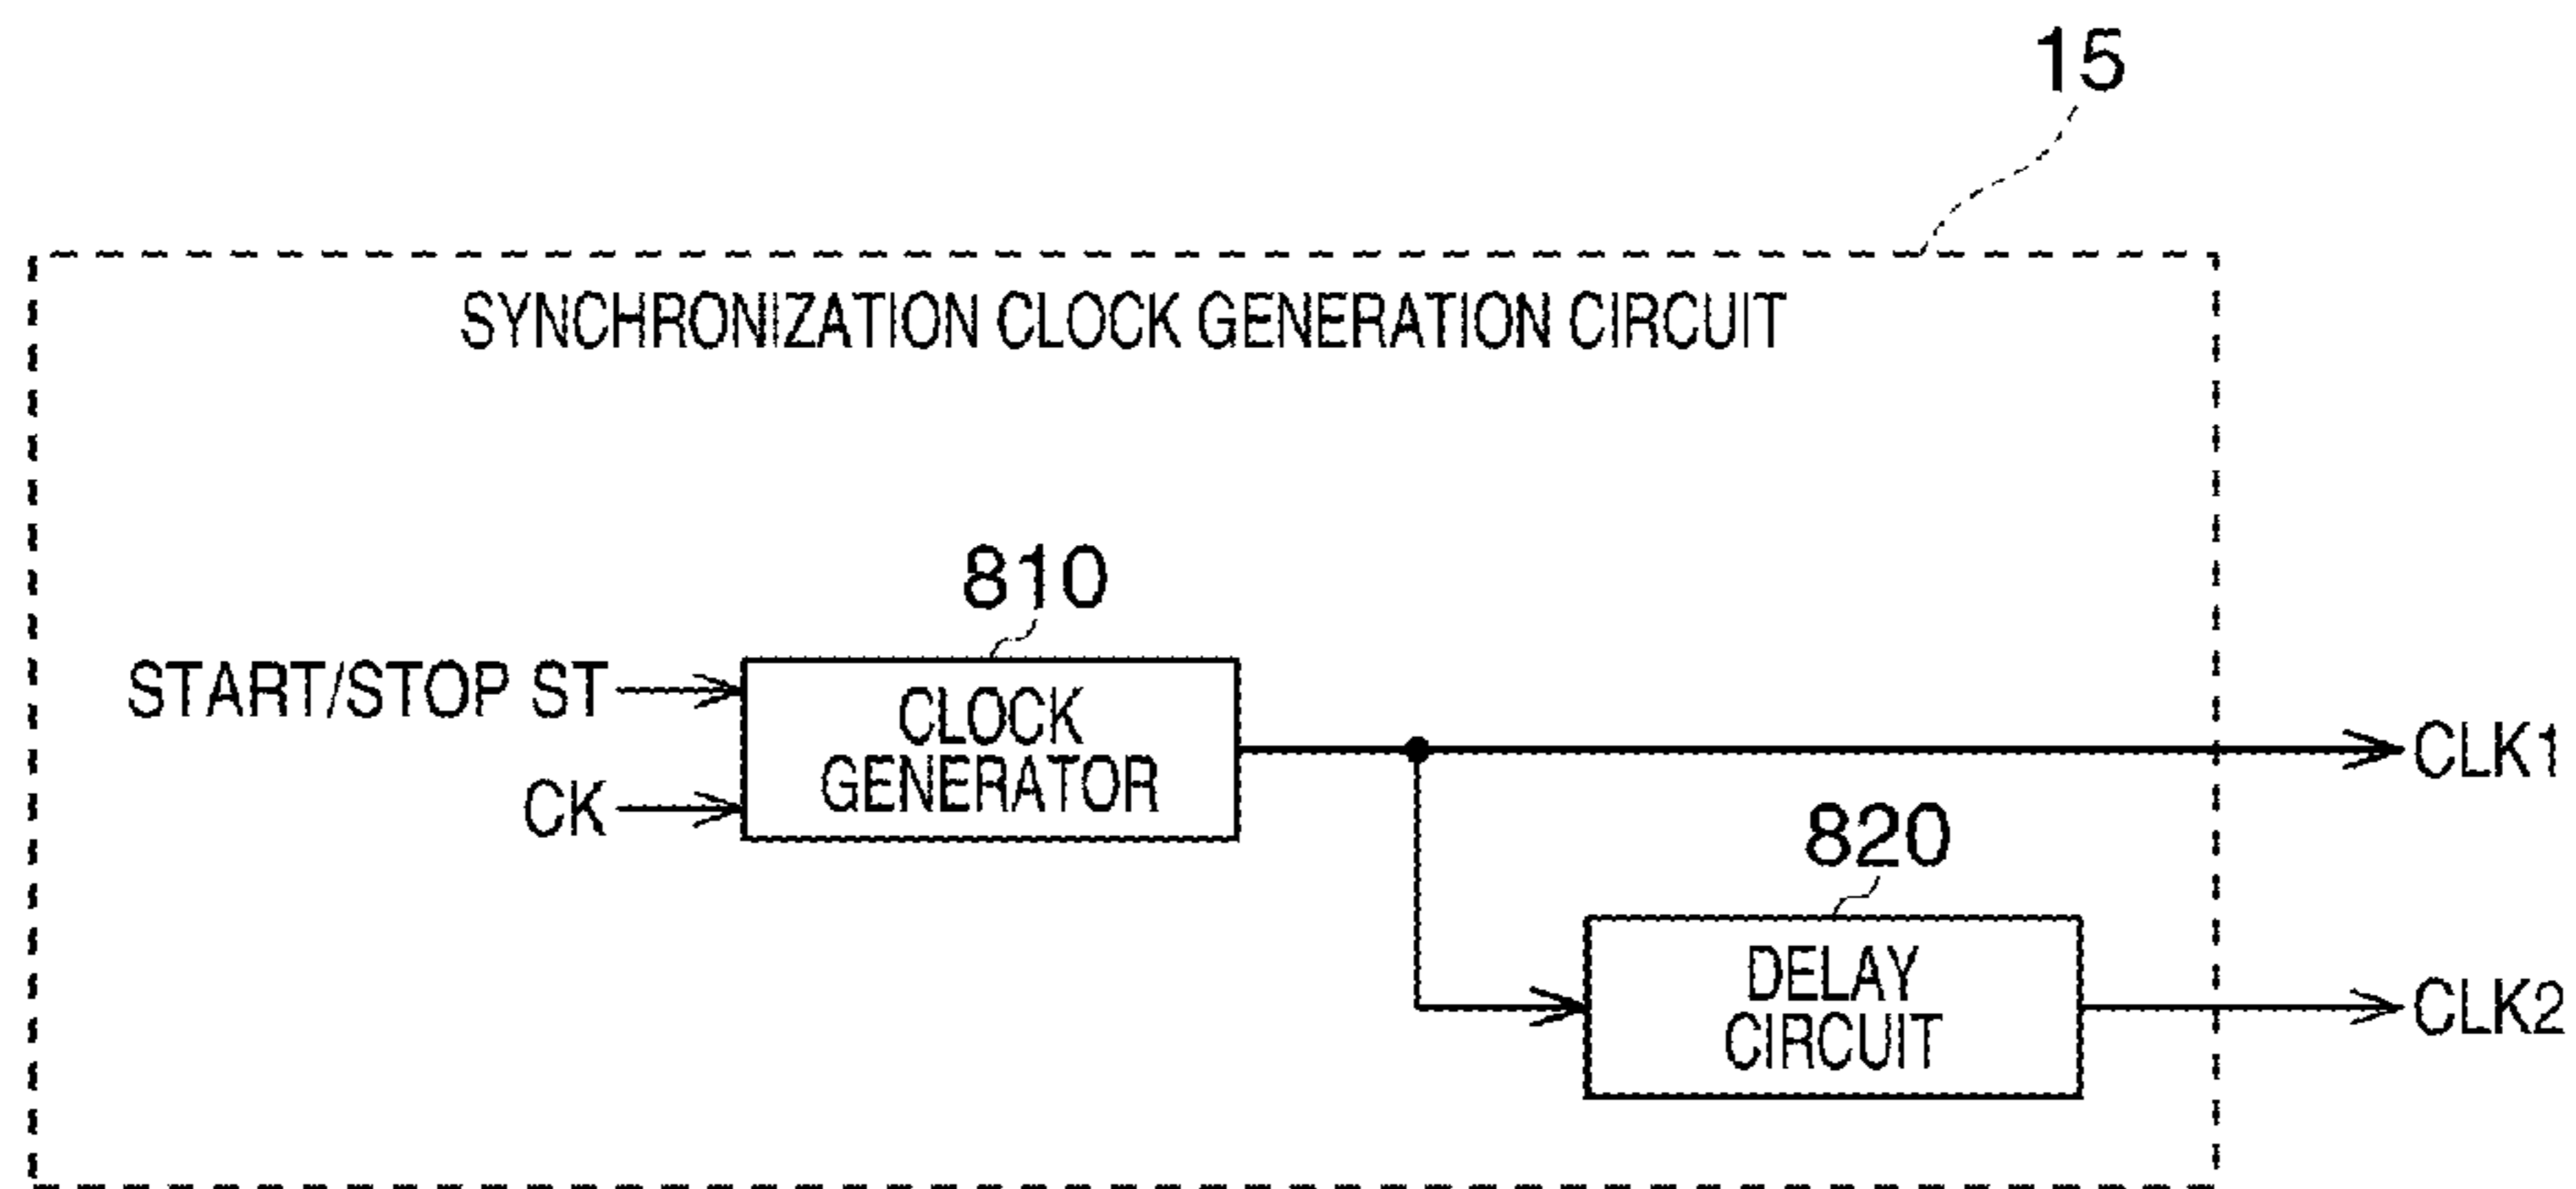 15
SYNCHRONIZATION CLOCK GENERATION CIRCUIT
810
START/STOP ST
CK
CLOCK
GENERATOR
CLK1
820
DELAY
CIRCUIT
CLK2